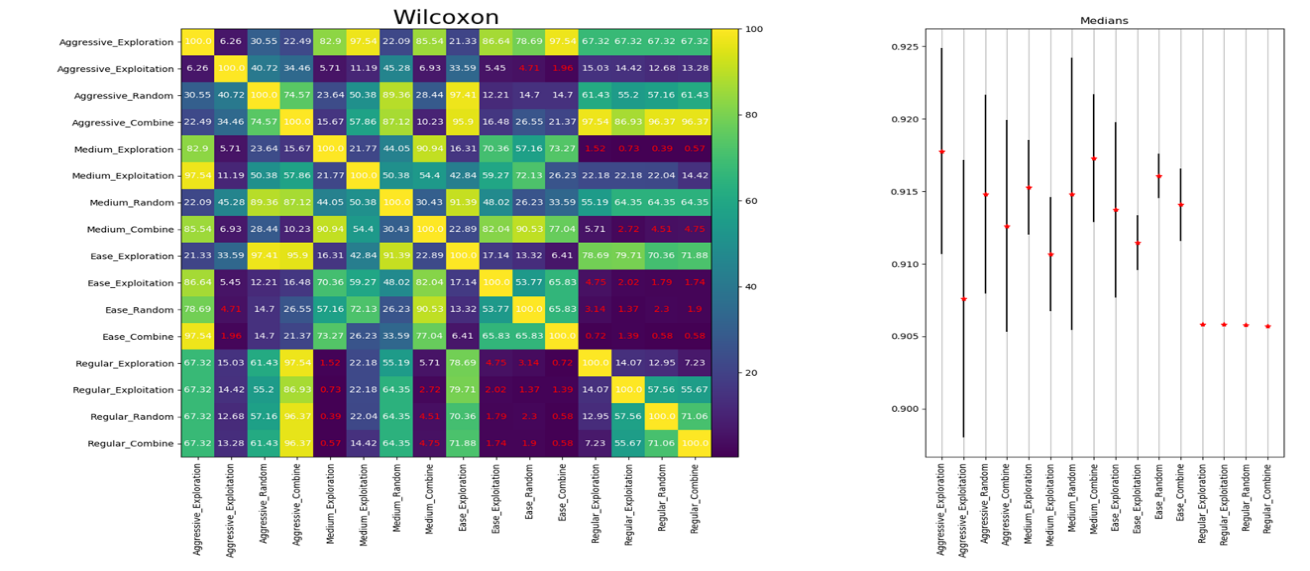 Wilcoxon
Aggressive_Exploration 100.0 6.26 30.55 22.49 82.9 97.54 22.09 85.54 21.33 86.64 78.69 97.54 67.32 67.32 67.32 67.32
Aggressive_Exploitation 6.26 100.0 40.72 34.46 5.71 11.19 45.28 6.93 33.59 5.45 4.71 1.96 15.03 14.42 12.68 13.28
Aggressive_Random 30.55 40.72 100.0 74.57 23.64 50.38 89.36 28.44 97.41 12.21 14.7 14.7 61.43 55.2 57.16 61.43
Aggressive_Combine 22.49 34.46 74.57 100.0 15.67 57.86 87.12 10.23 95.9 16.48 26.55 21.37 97.54 86.93 96.37 96.37
Medium_Exploration 82.9 5.71 23.64 15.67 100.0 21.77 44.05 90.94 16.31 70.36 57.16 73.27 1.52 0.73 0.57
Medium_Exploitation 97.54 11.19 50.38 57.86 21.77 100.0 50.38 54.4 42.84 59.27 72.13 26.23 22.18 22.18 22.04 14.42
Medium_Random 22.09 45.28 89.36 87.12 44.05 50.38 100.0 30.43 91.39 48.02 26.23 33.59 55.19 64.35 64.35 64.35
Medium_Combine 85.54 6.93 28.44 10.23 90.94 54.4 30.43 100.0 22.89 82.04 90.53 77.04 5.71 2.72 4.51 4.75
Ease_Exploration 21.33 33.59 97.41 95.9 16.31 42.84 91.39 22.89 100.0 17.14 13.32 6.41 78.69 79.71 70.36 71.88
Ease_Exploitation 86.64 5.45 12.21 16.48 70.36 59.27 48.02 82.04 17.14 100.0 53.77 65.83 4.75 2.02 1.79 1.74
Ease_Random 78.69 4.71 14.7 26.55 57.16 72.13 26.23 90.53 13.32 53.77 100.0 65.83 3.14 1.37 2.3 1.9
Ease_Combine 97.54 1.96 14.7 21.37 73.27 26.23 33.59 77.04 6.41 65.83 65.83 100.0 0.72 1.39 0.58 0.58
Regular_Exploration 67.32 15.03 61.43 97.54 1.52 22.18 55.19 5.71 78.69 4.75 3.14 0.72 100.0 14.07 12.95 7.23
Regular_Exploitation 67.32 14.42 55.2 86.93 0.73 22.18 64.35 2.72 79.71 2.02 1.37 1.39 14.07 100.0 57.56 55.67
Regular_Random 67.32 12.68 57.16 96.37 22.04 64.35 4.51 70.36 1.79 2.3 0.58 12.95 57.56 100.0 71.06
Regular_Combine 67.32 13.28 61.43 96.37 0.57 14.42 64.35 4.75 71.88 1.74 1.9 0.58 7.23 55.67 71.06 100.0
Aggressive_Exploration
Aggressive_Exploitation
Aggressive_Random
Aggressive_Combine
Medium_Exploration
Medium_Exploitation
Medium_Random
Medium_Combine
Ease_Exploration
Ease_Exploitation
Ease_Random
Ease_Combine
Regular_Exploration
Regular_Exploitation
Regular_Random
Regular_Combine
100
80
60
40
20
Medians
0.925
0.920
0.915
0.910
0.905
0.900
Aggressive_Exploration
Aggressive_Exploitation
Aggressive_Random
Aggressive_Combine
Medium_Exploration
Medium_Exploitation
Medium_Random
Medium_Combine
Ease_Exploration
Ease_Exploitation
Ease_Random
Ease_Combine
Regular_Exploration
Regular_Exploitation
Regular_Random
Regular_Combine